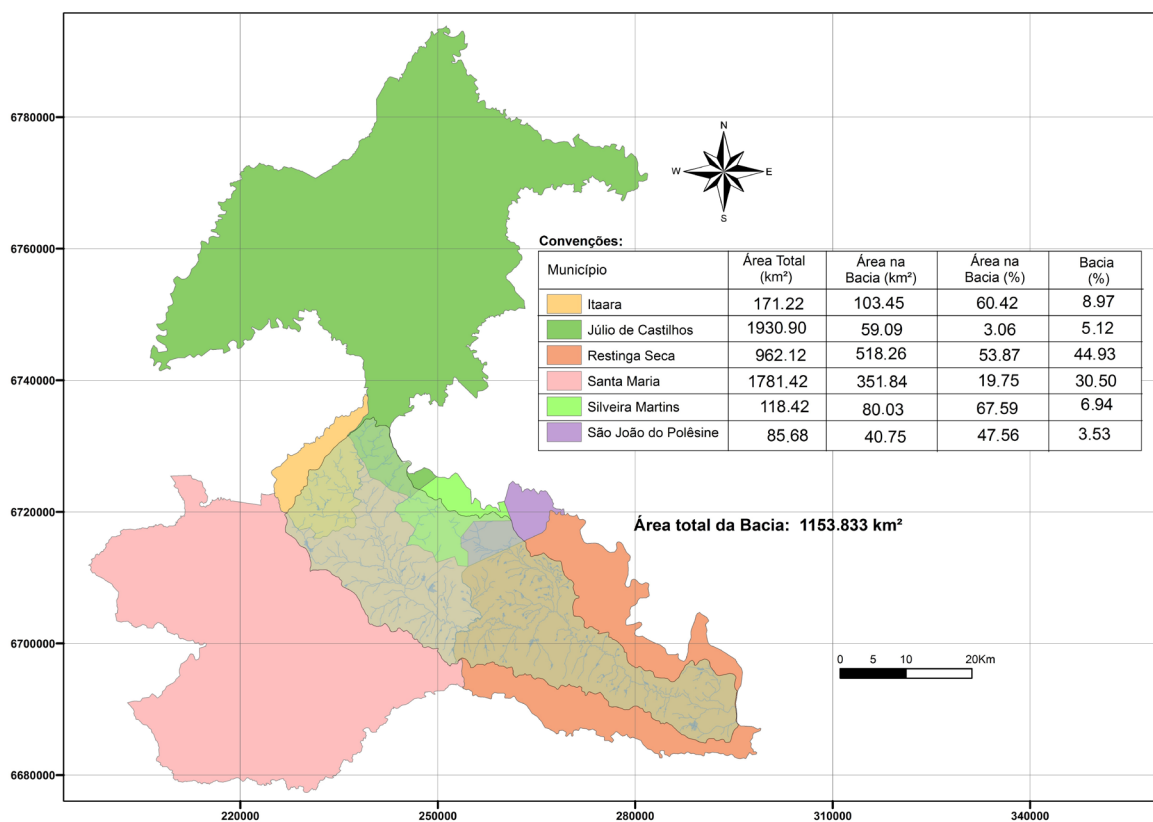 6780000
6760000
6740000
6720000
6700000
6680000
N
W E
S
Convenções:
Município Área Total (km²) Área na Bacia (km²) Área na Bacia (%) Bacia (%)
Itaara 171.22 103.45 60.42 8.97
Júlio de Castilhos 1930.90 59.09 3.06 5.12
Restinga Seca 962.12 518.26 53.87 44.93
Santa Maria 1781.42 351.84 19.75 30.50
Silveira Martins 118.42 80.03 67.59 6.94
São João do Polêsine 85.68 40.75 47.56 3.53
Área total da Bacia: 1153.833 km²
0 5 10 20Km
220000 250000 280000 310000 340000